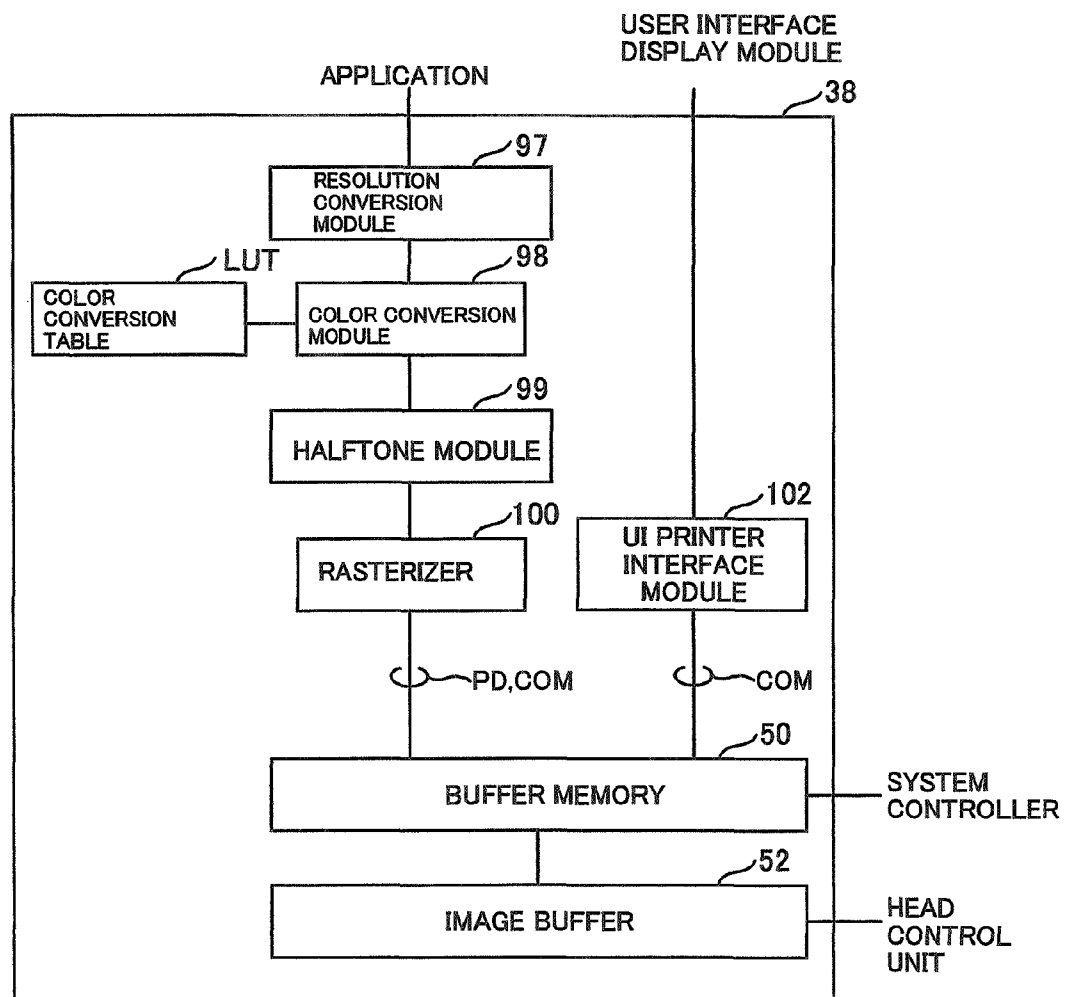 USER INTERFACE
DISPLAY MODULE
APPLICATION
38
97
RESOLUTION
CONVERSION
MODULE
LUT
98
COLOR
CONVERSION
TABLE
COLOR CONVERSION
MODULE
99
HALFTONE MODULE
100
RASTERIZER
102
UI PRINTER
INTERFACE
MODULE
PD,COM
COM
50
BUFFER MEMORY
SYSTEM
CONTROLLER
52
IMAGE BUFFER
HEAD
CONTROL
UNIT